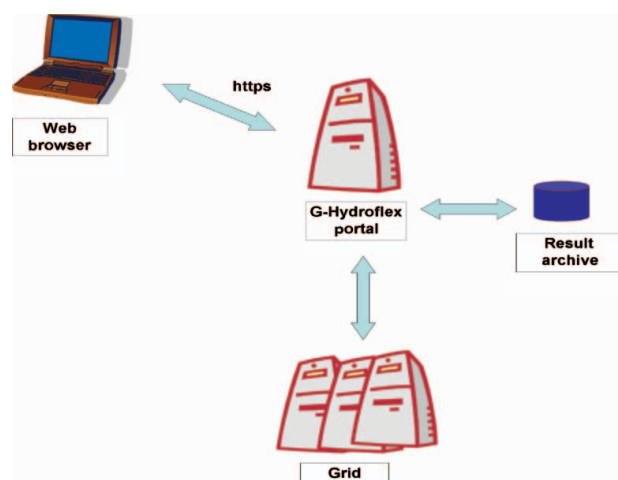 https
Web
browser
G-Hydroflex
portal
Result
archive
Grid